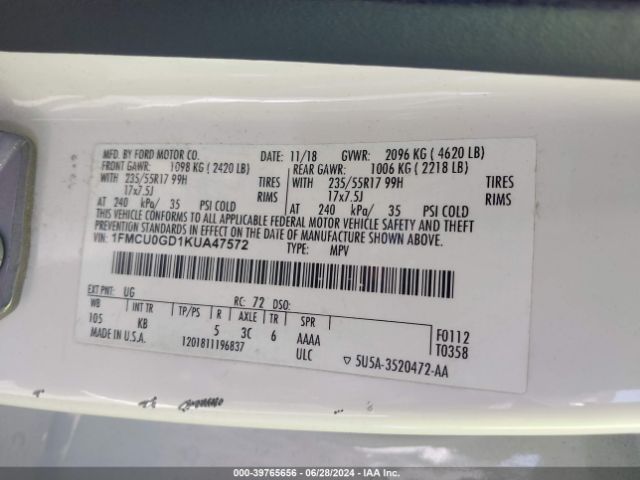 MFD. BY FORD MOTOR CO.
DATE: 11/18 GVWR: 2096 KG ( 4620 LB)
FRONT GAWR: 1098 KG ( 2420 LB)
REAR GAWR: 1006 KG ( 2218 LB)
WITH 235/55R17 99H TIRES
WITH 235/55R17 99H TIRES
17x7.5J RIMS
17x7.5J RIMS
AT 240 kPa/ 35 PSI COLD
AT 240 kPa/ 35 PSI COLD
THIS VEHICLE CONFORMS TO ALL APPLICABLE FEDERAL MOTOR VEHICLE SAFETY AND THEFT
PREVENTION STANDARDS IN EFFECT ON THE DATE OF MANUFACTURE SHOWN ABOVE.
VIN: 1FMCU0GD1KUA47572
TYPE: MPV
EXT PNT: UG RC: 72 DSO:
WB INT TR TP/PS R AXLE TR SPR
105 KB 5 3C 6 AAAA
F0112
T0358
MADE IN U.S.A. 1201811196837 ULC
▽ 5U5A-3520472-AA
000-39765656 / 06/28/2024 / IAA Inc.